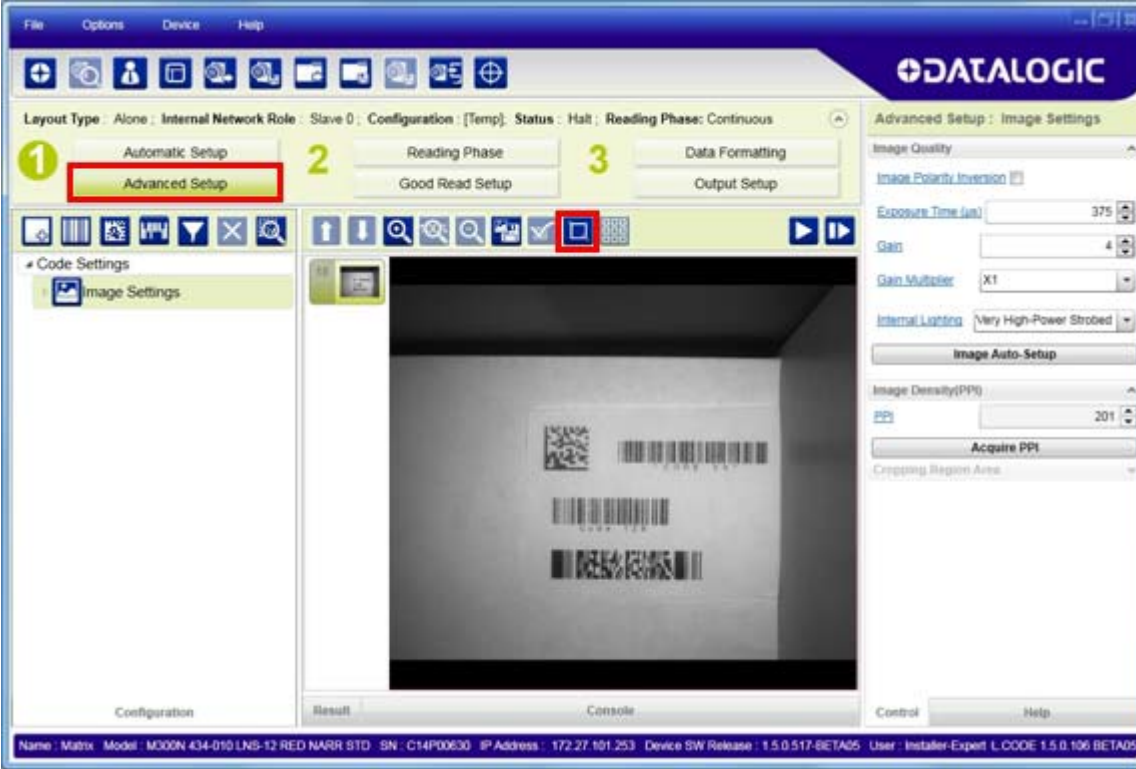 File Options Device Help
DATALOGIC
Layout Type : Alone ; Internal Network Role : Slave 0 ; Configuration : [Temp]; Status : Halt ; Reading Phase: Continuous
1 Automatic Setup
Advanced Setup
2 Reading Phase
Good Read Setup
3 Data Formatting
Output Setup
Code Settings
Image Settings
Configuration
Result Console
Advanced Setup : Image Settings
Image Quality
Image Polarity Inversion
Exposure Time (µs) 375
Gain 4
Gain Multiplier X1
Internal Lighting Very High-Power Strobed
Image Auto-Setup
Image Density(PPI)
PPI 201
Acquire PPI
Cropping Region Area
Control Help
Name : Matrix Model : M300N 434-010 LNS-12 RED NARR STD SN : C14P00630 IP Address : 172.27.101.253 Device SW Release : 1.5.0.517-BETA05 User : Installer-Expert L.CODE 1.5.0.106 BETA05